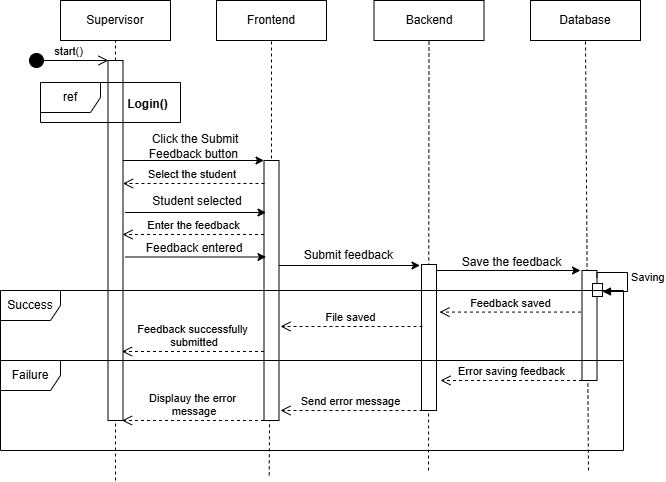 Supervisor
Frontend
Backend
Database
start()
ref
Login()
Click the Submit
Feedback button
Select the student
Student selected
Enter the feedback
Feedback entered
Submit feedback
Save the feedback
Saving
Success
Feedback saved
File saved
Feedback successfully
submitted
Failure
Error saving feedback
Displauy the error
message
Send error message